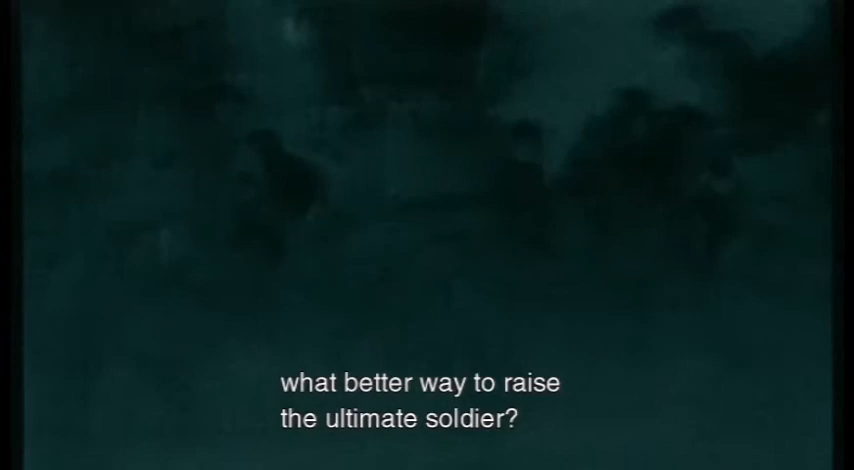 what better way to raise
the ultimate soldier?